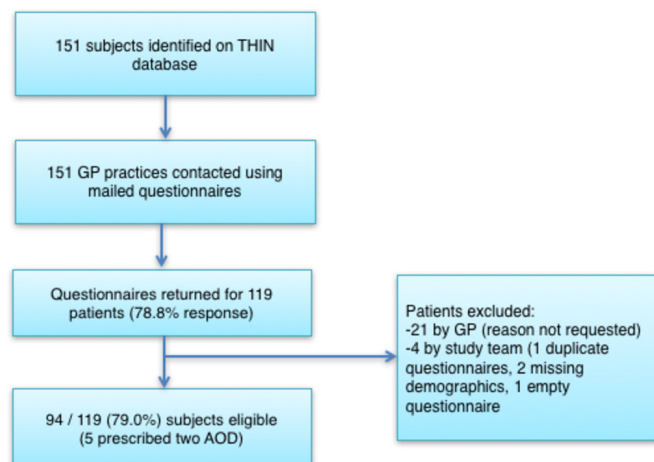 151 subjects identified on THIN
database
151 GP practices contacted using
mailed questionnaires
Questionnaires returned for 119
patients (78.8% response)
Patients excluded:
-21 by GP (reason not requested)
-4 by study team (1 duplicate
questionnaires, 2 missing
demographics, 1 empty
questionnaire
94 / 119 (79.0%) subjects eligible
(5 prescribed two AOD)